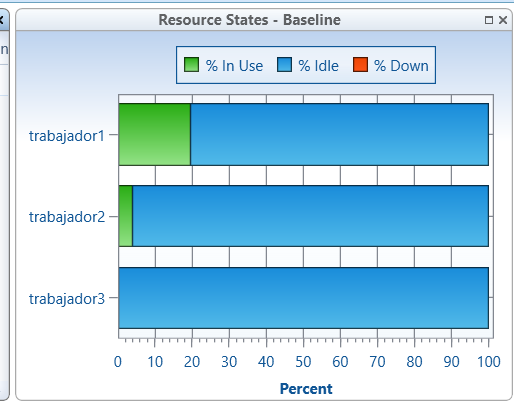 Resource States - Baseline
n
% In Use % Idle % Down
trabajador1
trabajador2
trabajador3
0 10 20 30 40 50 60 70 80 90 100
Percent